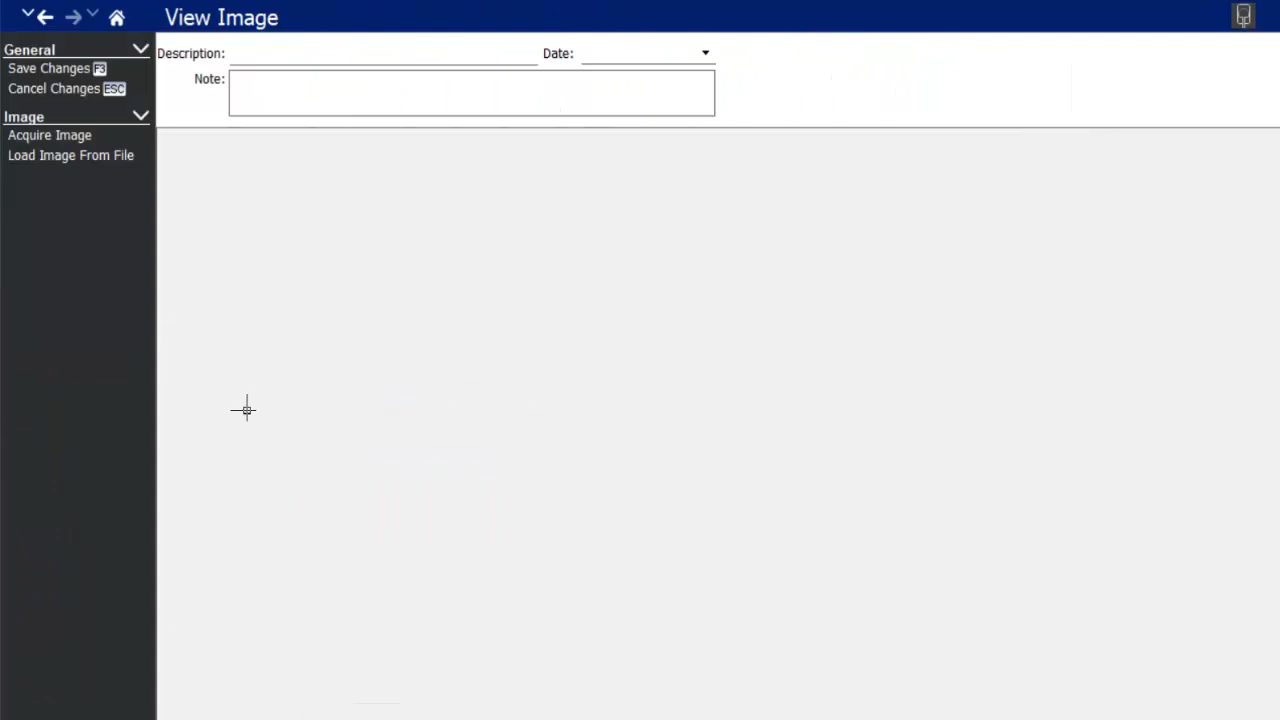 View Image
General
Save Changes F3
Cancel Changes ESC
Image
Acquire Image
Load Image From File
Description:
Date:
Note: